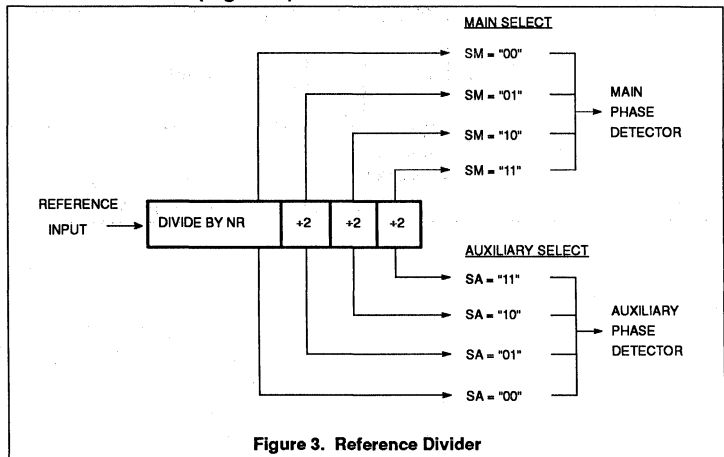 MAIN SELECT
SM = "00"
SM = "01"
SM = "10"
SM = "11"
MAIN
PHASE
DETECTOR
REFERENCE
INPUT
DIVIDE BY NR
÷2
÷2
÷2
AUXILIARY SELECT
SA = "11"
SA = "10"
SA = "01"
SA = "00"
AUXILIARY
PHASE
DETECTOR
Figure 3. Reference Divider